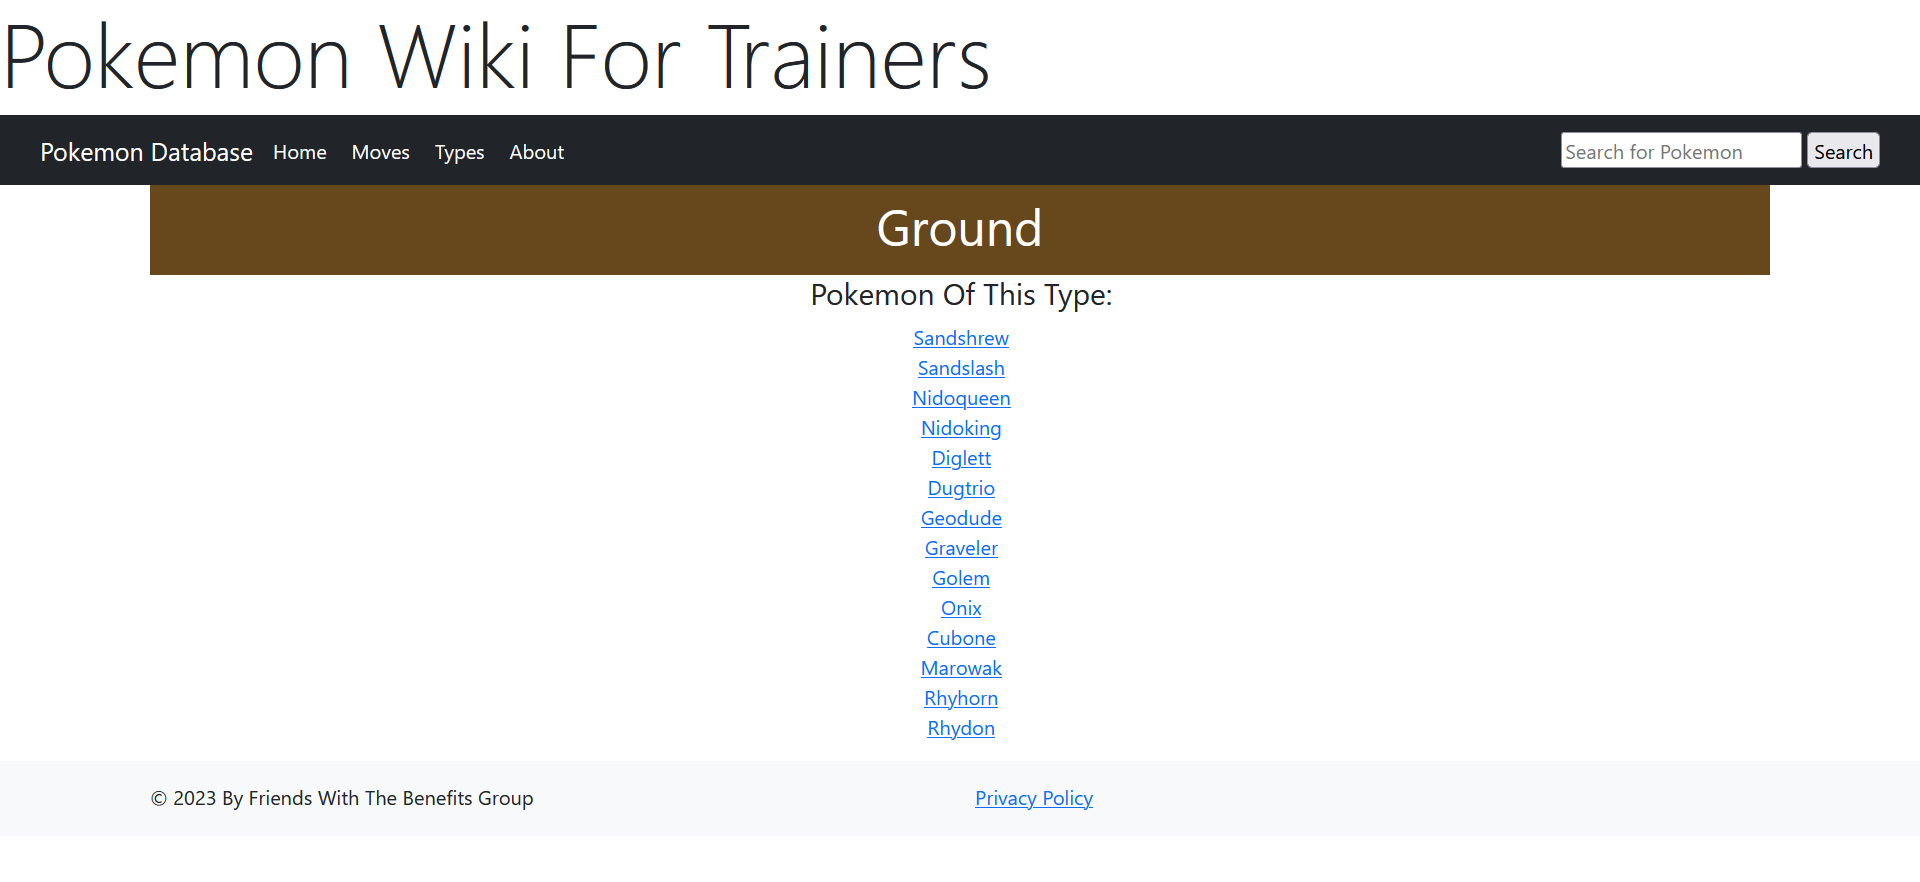 Pokemon Wiki For Trainers
Pokemon Database Home Moves Types About Search for Pokemon Search
Ground
Pokemon Of This Type:
Sandshrew
Sandslash
Nidoqueen
Nidoking
Diglett
Dugtrio
Geodude
Graveler
Golem
Onix
Cubone
Marowak
Rhyhorn
Rhydon
© 2023 By Friends With The Benefits Group Privacy Policy